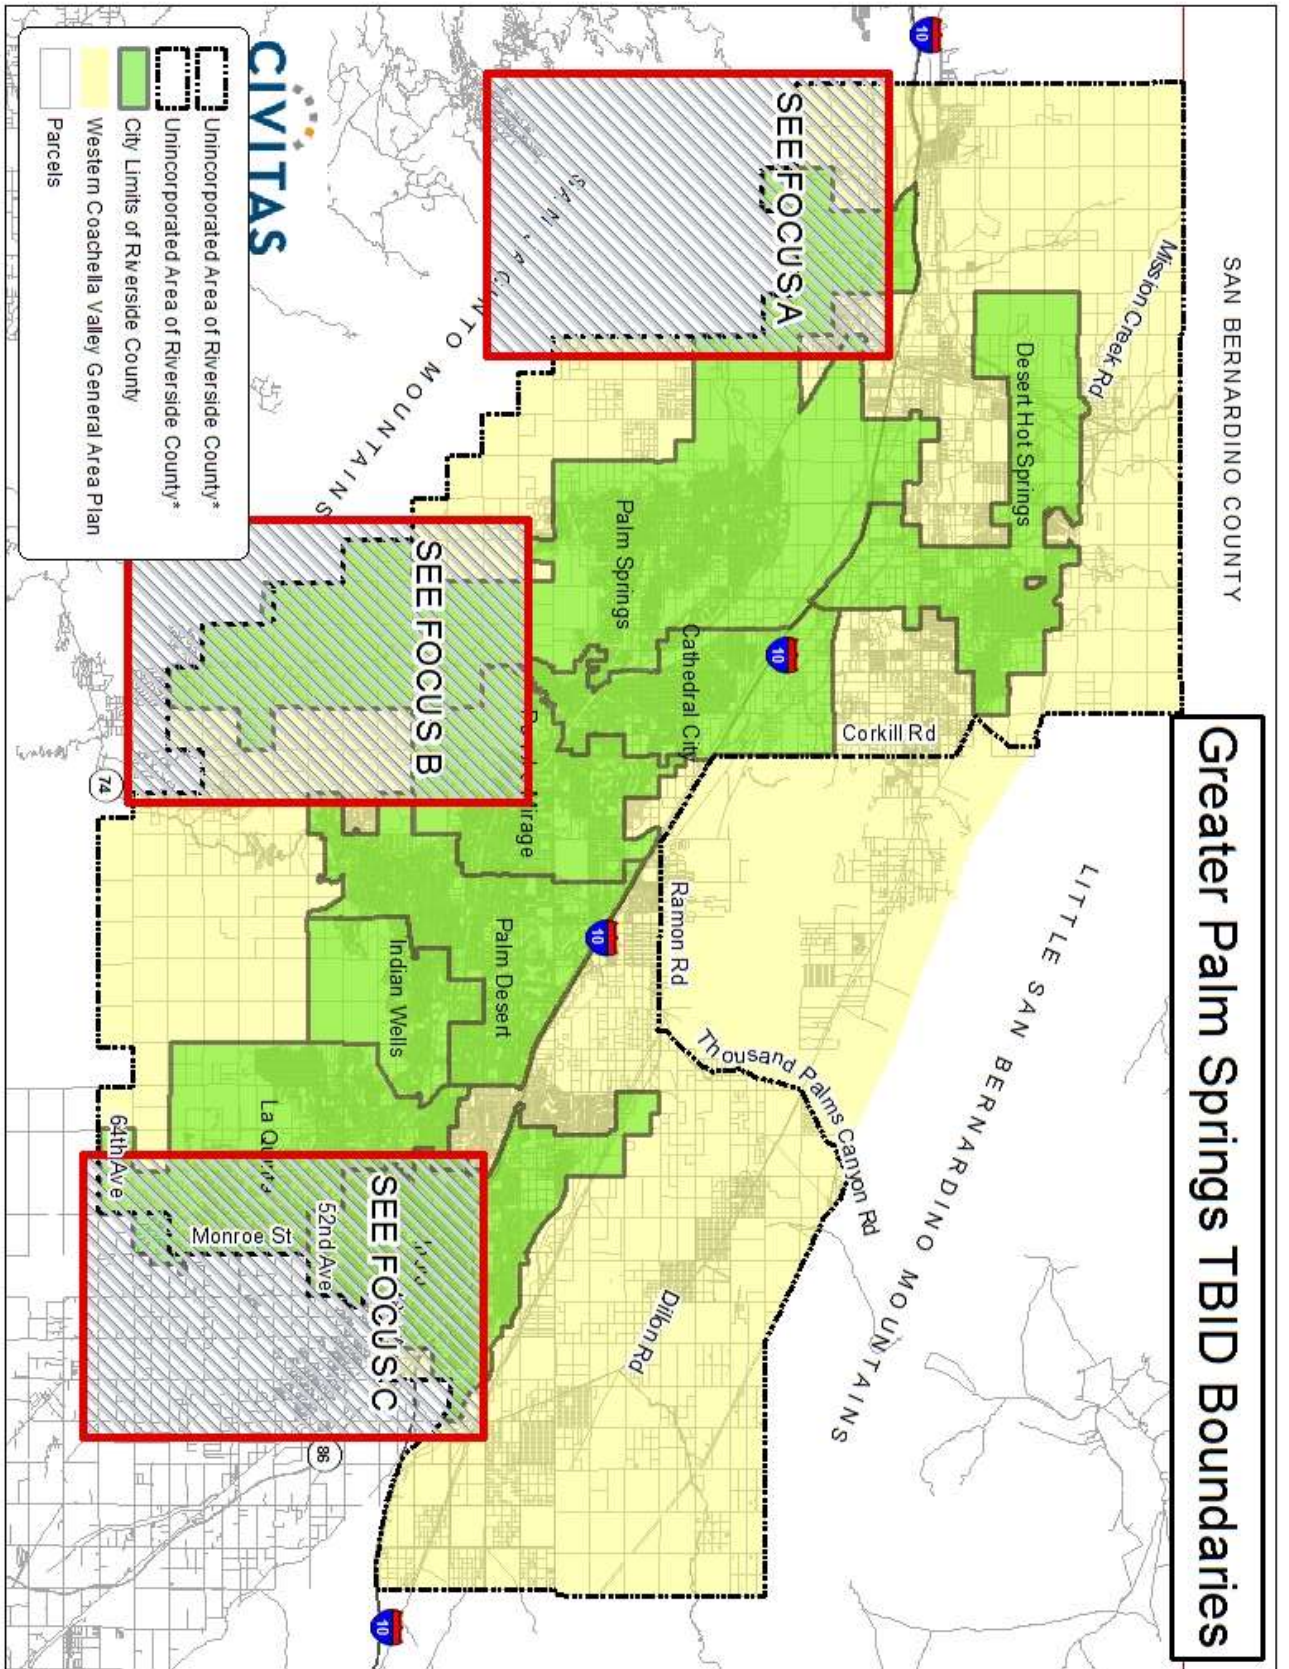 Greater Palm Springs TBID Boundaries
SAN BERNARDINO COUNTY
Mission Creek Rd
10
Desert Hot Springs
SEE FOCUS A
Corkill Rd
LITTLE SAN BERNARDINO MOUNTAINS
10
Palm Springs
Cathedral City
Ramon Rd
Thousand Palms Canyon Rd
MOUNTAINS
SEE FOCUS B
Mirage
10
Palm Desert
Indian Wells
Dillon Rd
74
La Quinta
SEE FOCUS C
52nd Ave
Monroe St
64th Ave
86
10
CIVITAS
Unincorporated Area of Riverside County*
Unincorporated Area of Riverside County*
City Limits of Riverside County
Western Coachella Valley General Area Plan
Parcels